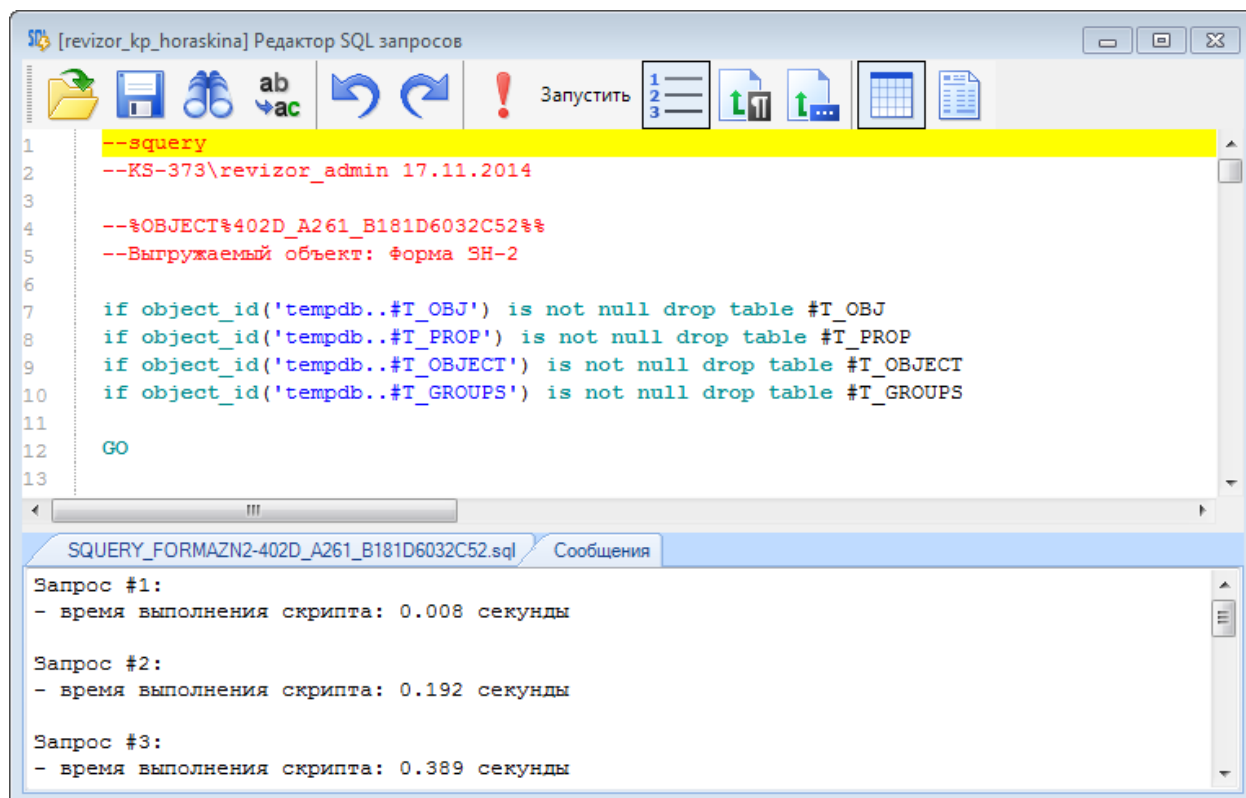 [revizor_kp_horaskina] Редактор SQL запросов
ab
ac
Запустить
1
2
3
1 --squery
2 --KS-373\revizor_admin 17.11.2014
3
4 --%OBJECT%402D_A261_B181D6032C52%%
5 --Выгружаемый объект: Форма ЗН-2
6
7 if object_id('tempdb..#T_OBJ') is not null drop table #T_OBJ
8 if object_id('tempdb..#T_PROP') is not null drop table #T_PROP
9 if object_id('tempdb..#T_OBJECT') is not null drop table #T_OBJECT
10 if object_id('tempdb..#T_GROUPS') is not null drop table #T_GROUPS
11
12 GO
13
SQUERY_FORMAZN2-402D_A261_B181D6032C52.sql Сообщения
Запрос #1:
- время выполнения скрипта: 0.008 секунды
Запрос #2:
- время выполнения скрипта: 0.192 секунды
Запрос #3:
- время выполнения скрипта: 0.389 секунды